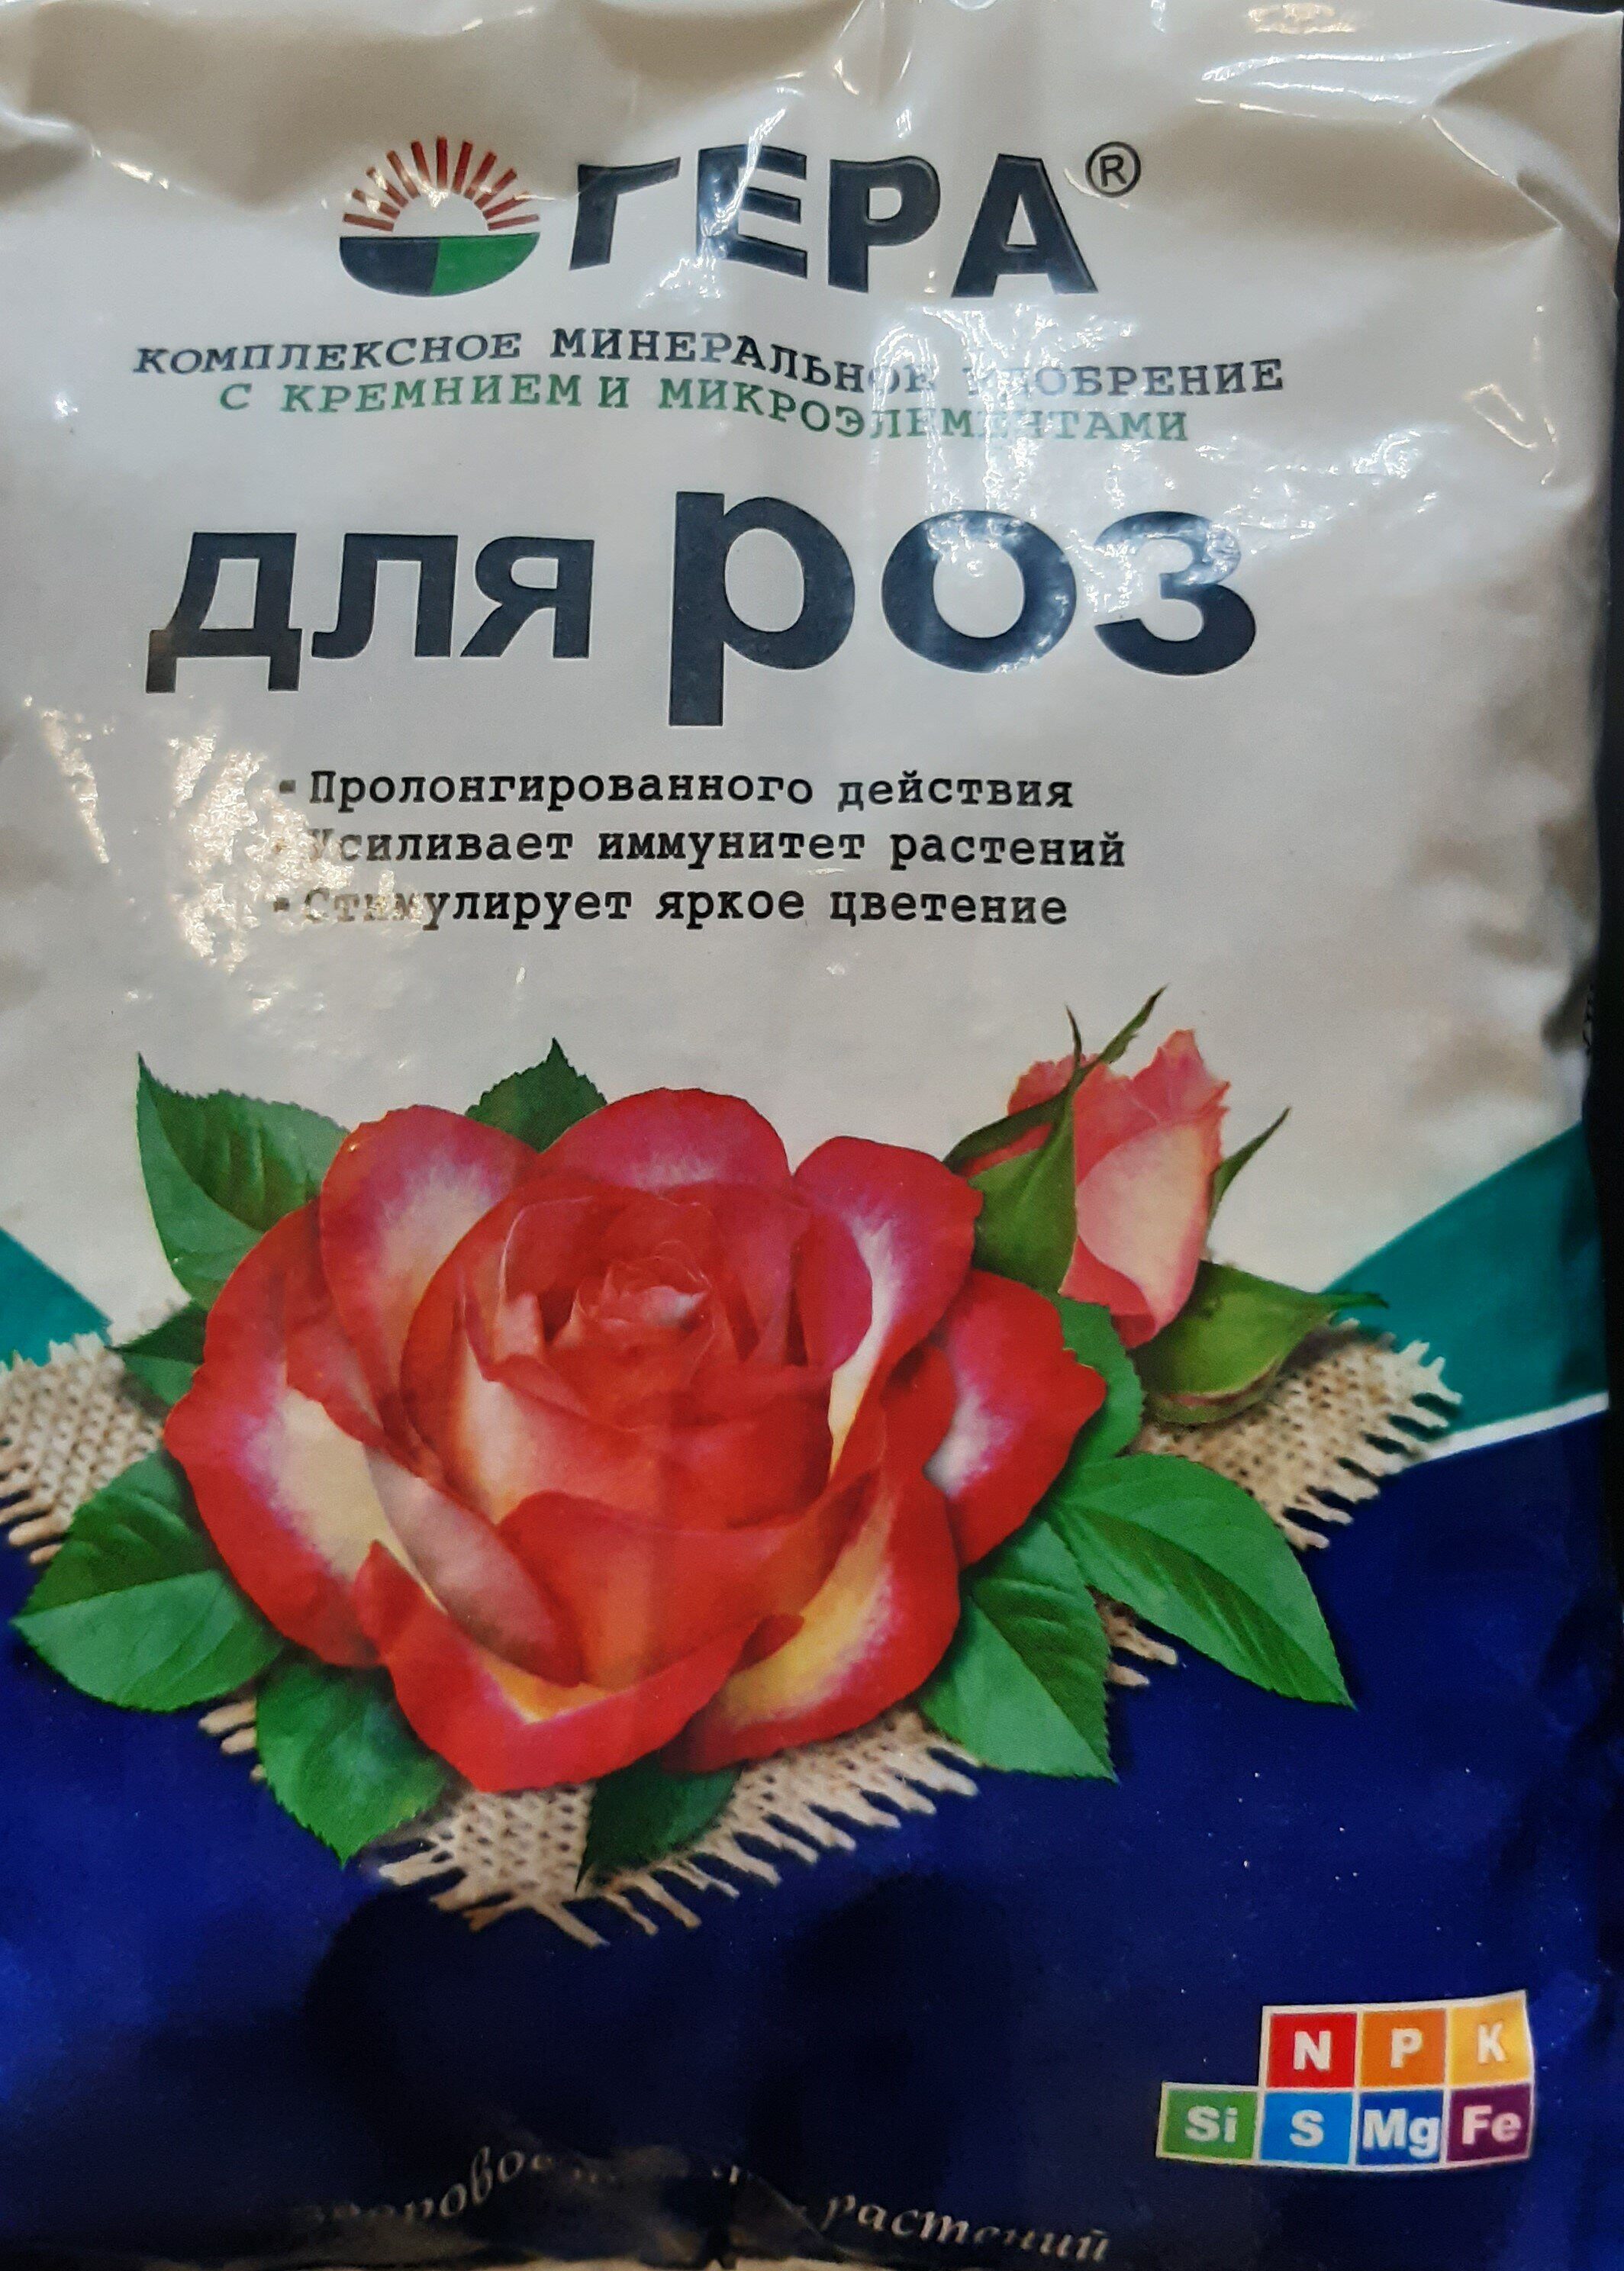 ГЕРА®
КОМПЛЕКСНОЕ МИНЕРАЛЬНОЕ УДОБРЕНИЕ
С КРЕМНИЕМ И МИКРОЭЛЕМЕНТАМИ
для роз
- Пролонгированного действия
- Усиливает иммунитет растений
- Стимулирует яркое цветение
N P K
Si S Mg Fe
растений